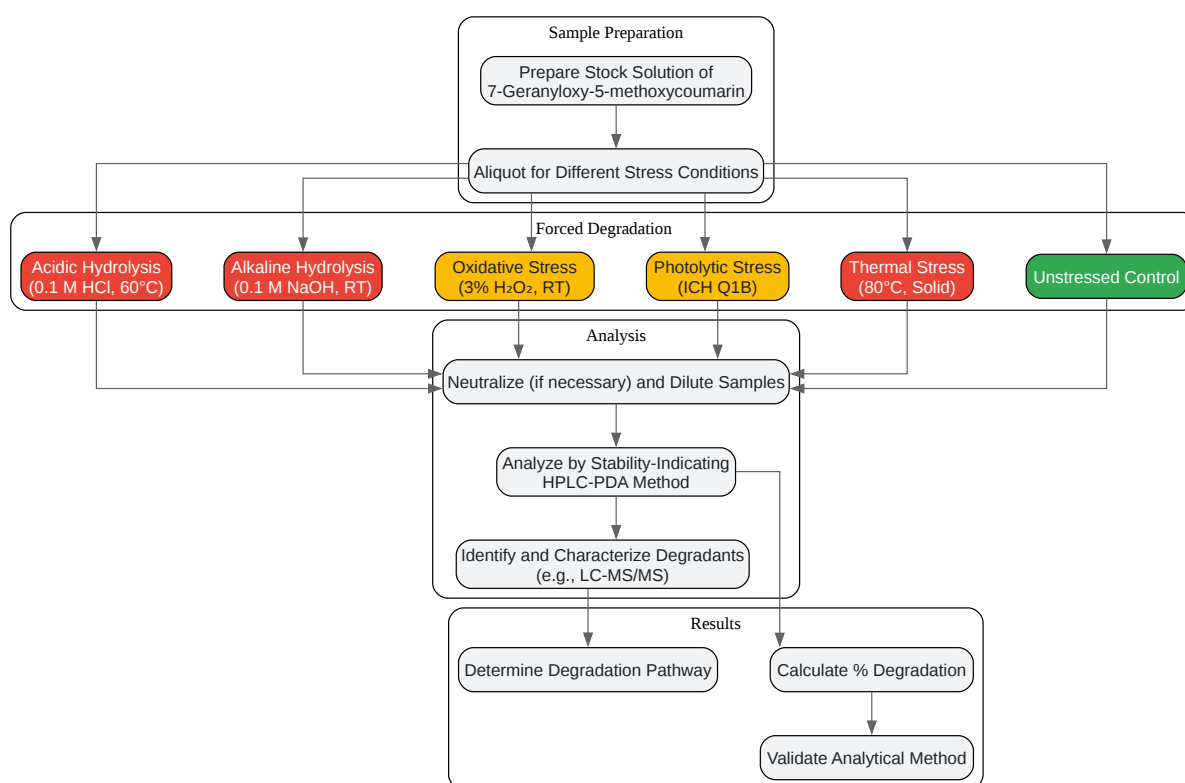 Sample Preparation
Prepare Stock Solution of
7-Geranyloxy-5-methoxycoumarin
Aliquot for Different Stress Conditions
Forced Degradation
Acidic Hydrolysis
(0.1 M HCl, 60°C)
Alkaline Hydrolysis
(0.1 M NaOH, RT)
Oxidative Stress
(3% H₂O₂, RT)
Photolytic Stress
(ICH Q1B)
Thermal Stress
(80°C, Solid)
Unstressed Control
Analysis
Neutralize (if necessary) and Dilute Samples
Analyze by Stability-Indicating
HPLC-PDA Method
Identify and Characterize Degradants
(e.g., LC-MS/MS)
Results
Determine Degradation Pathway
Calculate % Degradation
Validate Analytical Method